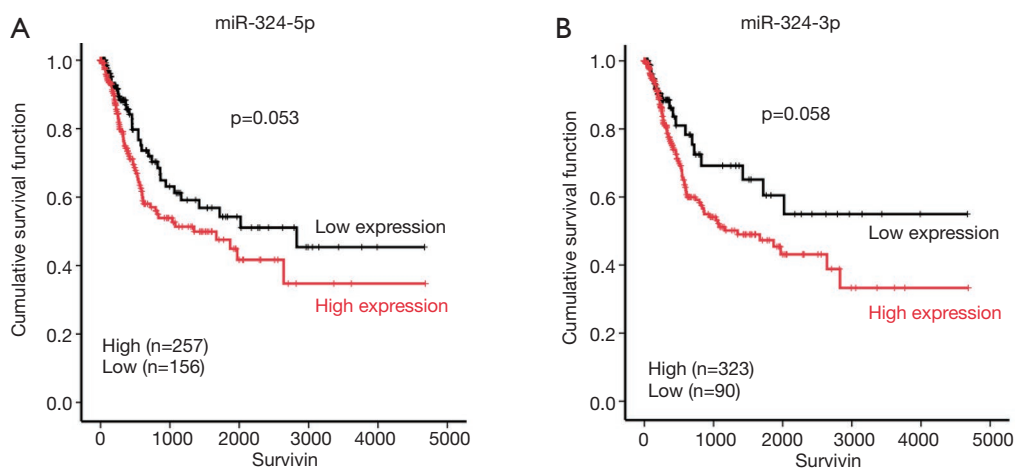 A
miR-324-5p
Cumulative survival function
1.0
0.8
0.6
0.4
0.2
0.0
p=0.053
Low expression
High expression
High (n=257)
Low (n=156)
0 1000 2000 3000 4000 5000
Survivin
B
miR-324-3p
Cumulative survival function
1.0
0.8
0.6
0.4
0.2
0.0
p=0.058
Low expression
High expression
High (n=323)
Low (n=90)
0 1000 2000 3000 4000 5000
Survivin